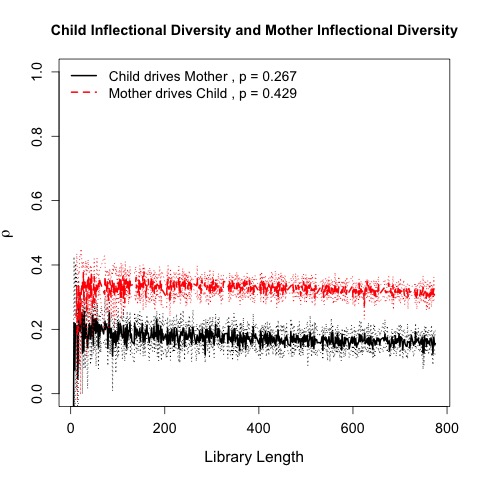 Child Inflectional Diversity and Mother Inflectional Diversity
Child drives Mother , p = 0.267
Mother drives Child , p = 0.429
1.0
0.8
0.6
0.4
0.2
0.0
ρ
0 200 400 600 800
Library Length